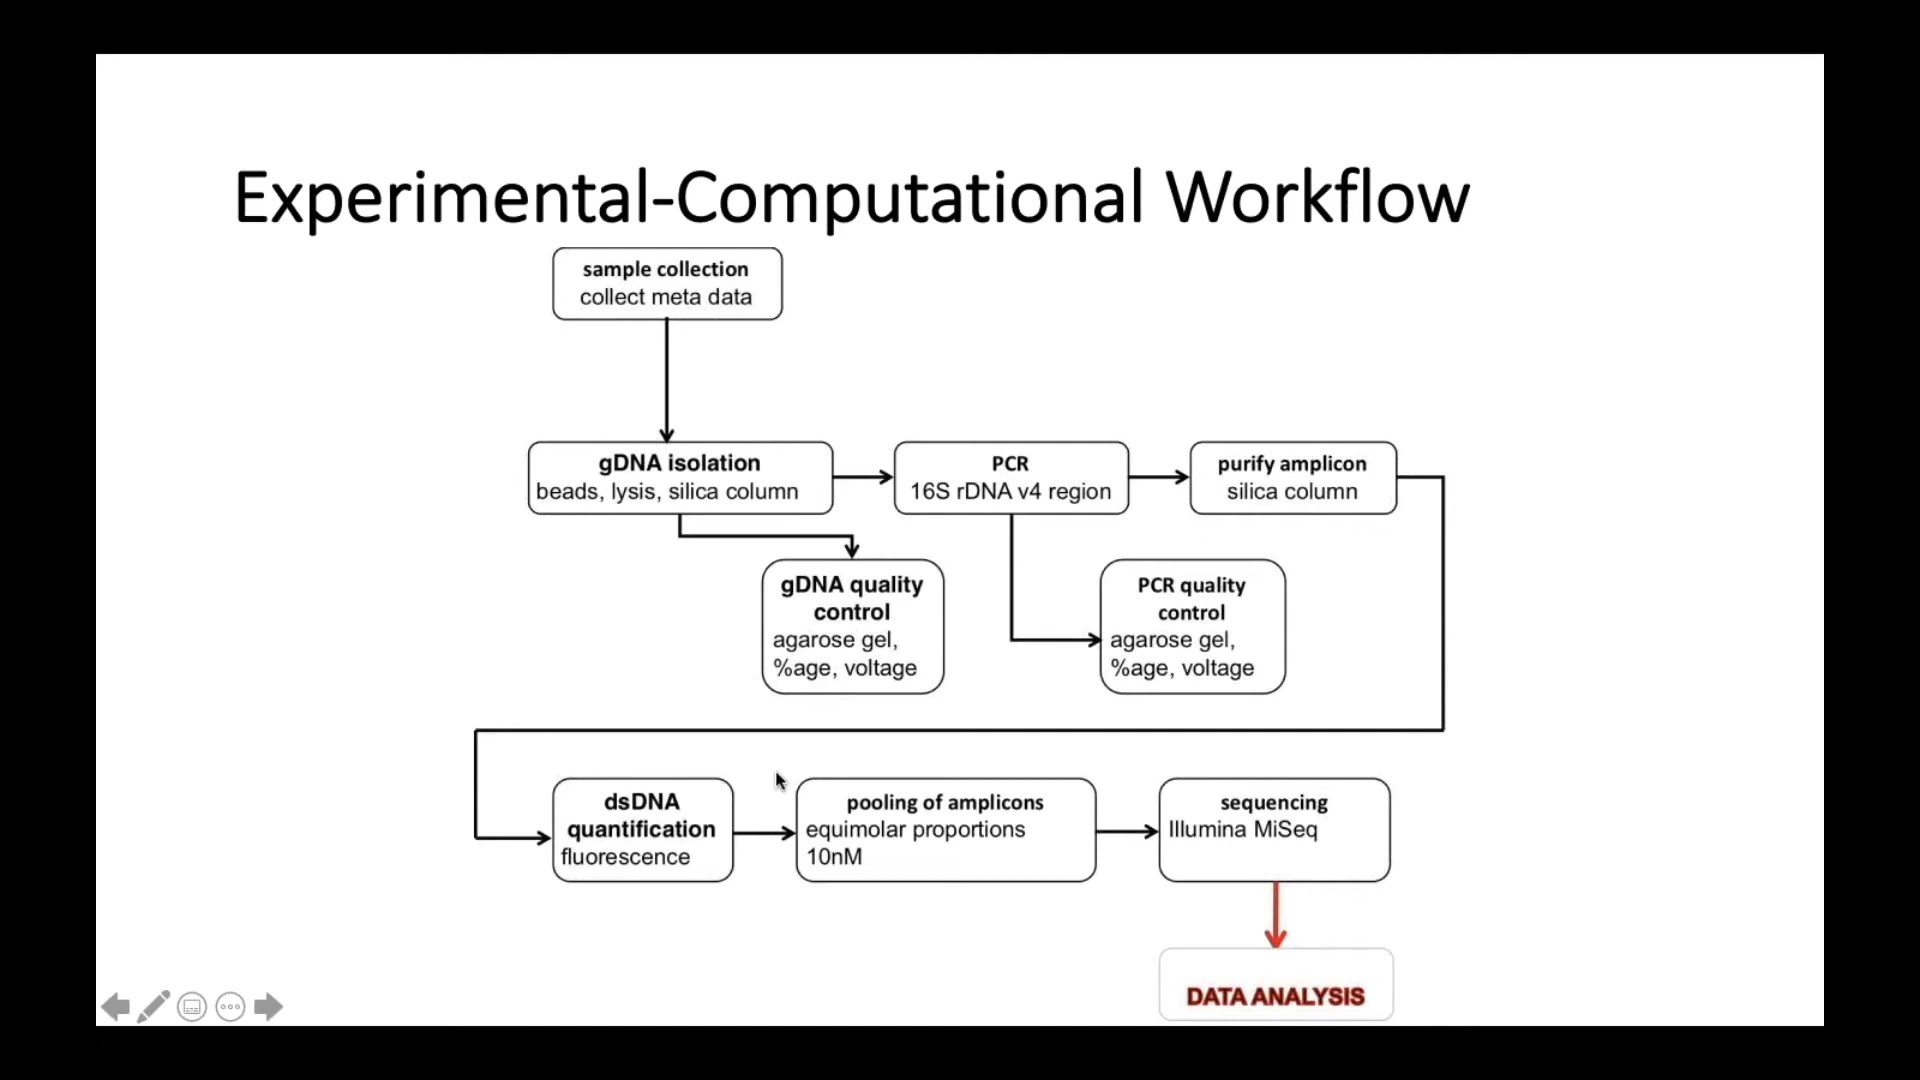 Experimental-Computational Workflow
sample collection
collect meta data
gDNA isolation
beads, lysis, silica column
PCR
16S rDNA v4 region
purify amplicon
silica column
gDNA quality
control
agarose gel,
%age, voltage
PCR quality
control
agarose gel,
%age, voltage
dsDNA
quantification
fluorescence
pooling of amplicons
equimolar proportions
10nM
sequencing
Illumina MiSeq
DATA ANALYSIS